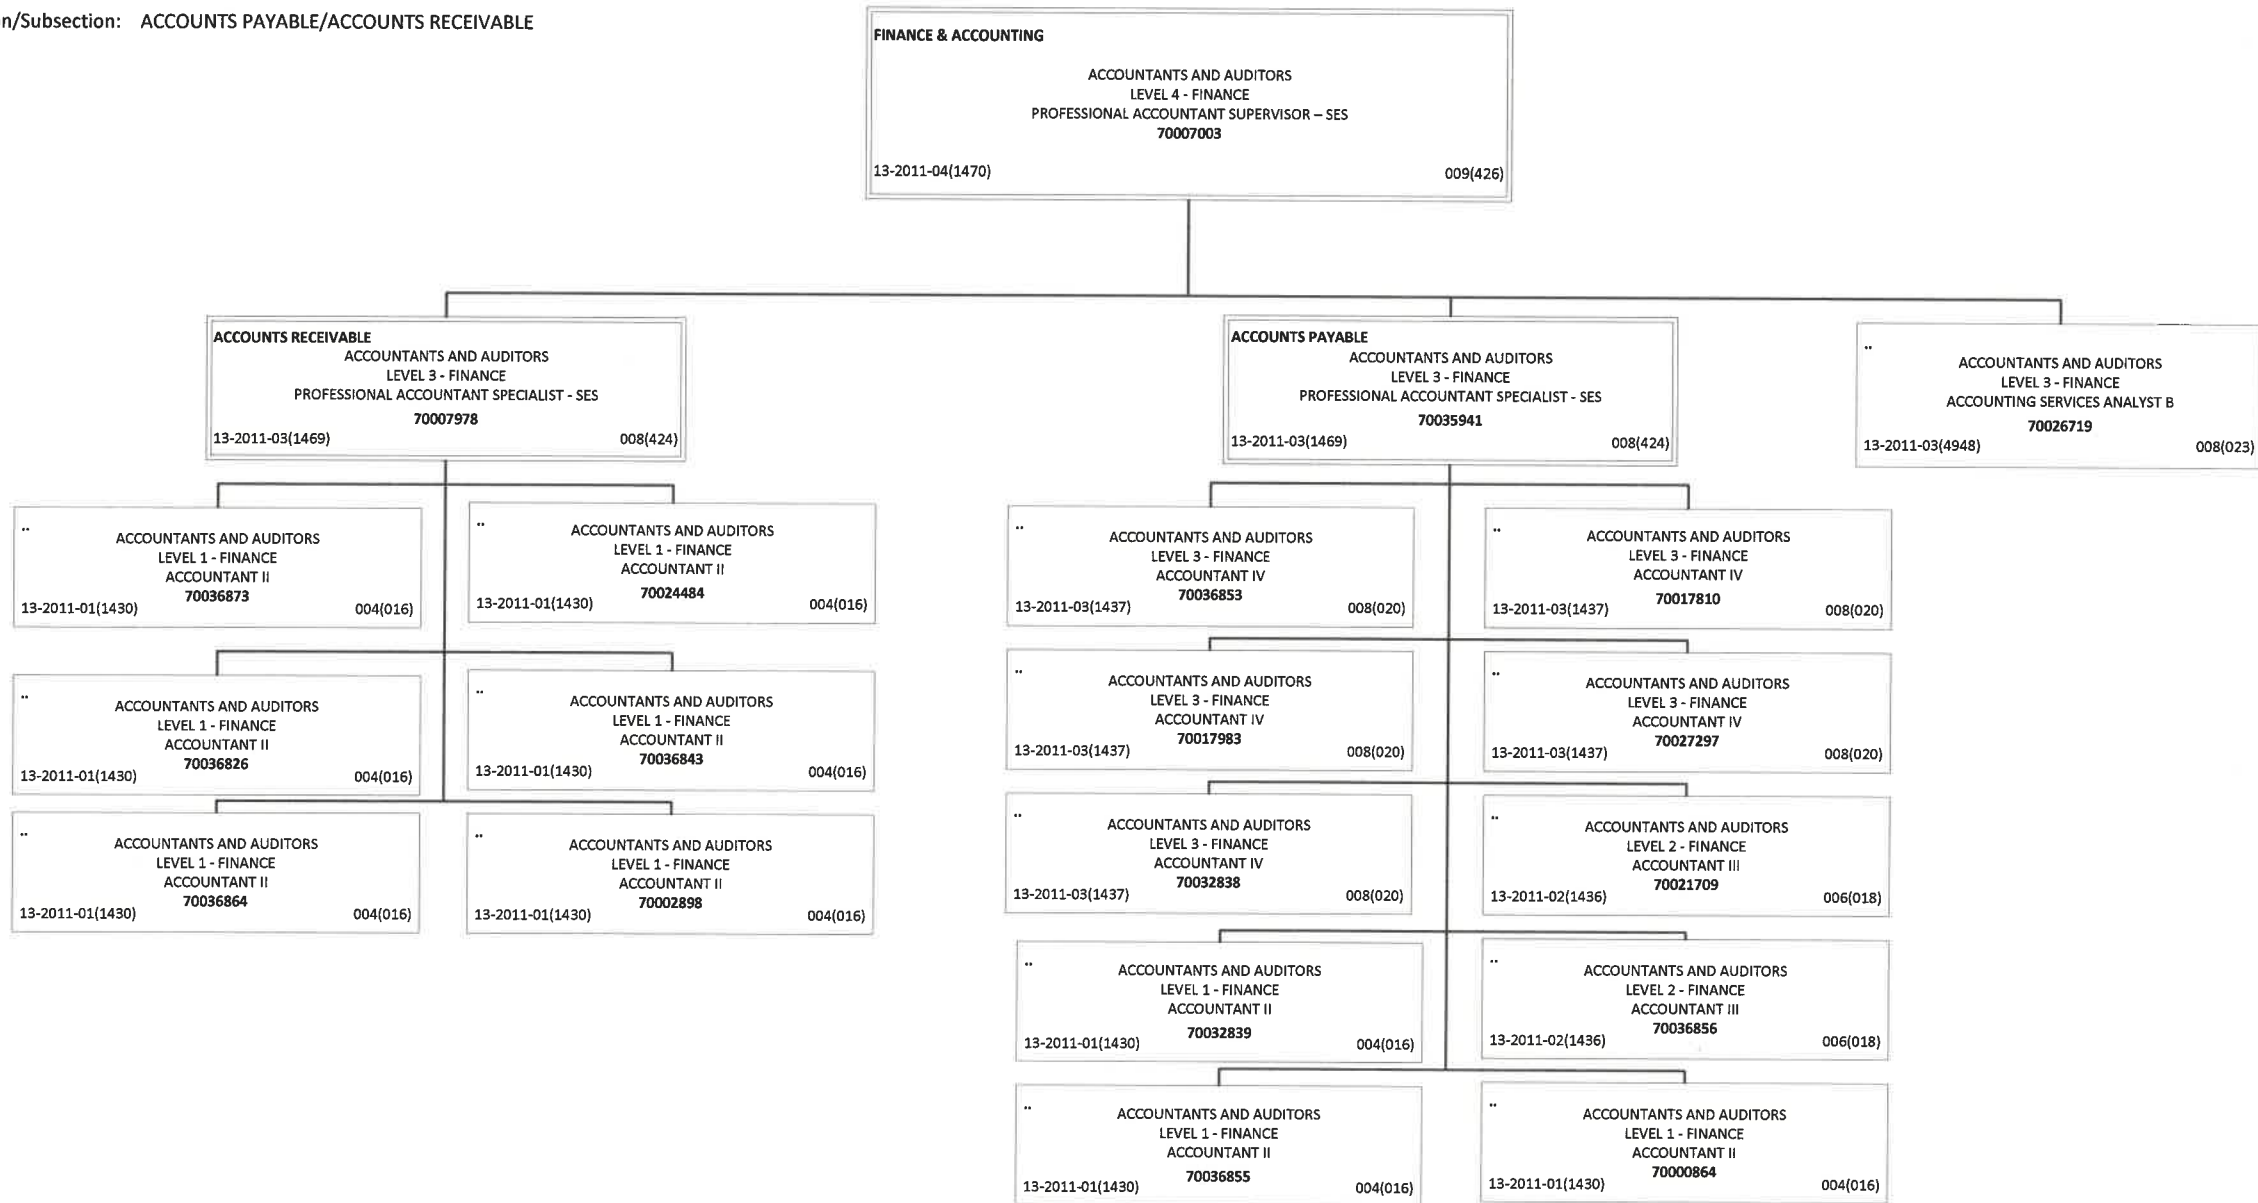 n/Subsection: ACCOUNTS PAYABLE/ACCOUNTS RECEIVABLE
FINANCE & ACCOUNTING
ACCOUNTANTS AND AUDITORS
LEVEL 4 - FINANCE
PROFESSIONAL ACCOUNTANT SUPERVISOR – SES
70007003
13-2011-04(1470) 009(426)
ACCOUNTS RECEIVABLE
ACCOUNTANTS AND AUDITORS
LEVEL 3 - FINANCE
PROFESSIONAL ACCOUNTANT SPECIALIST - SES
70007978
13-2011-03(1469) 008(424)
ACCOUNTS PAYABLE
ACCOUNTANTS AND AUDITORS
LEVEL 3 - FINANCE
PROFESSIONAL ACCOUNTANT SPECIALIST - SES
70035941
13-2011-03(1469) 008(424)
..
ACCOUNTANTS AND AUDITORS
LEVEL 3 - FINANCE
ACCOUNTING SERVICES ANALYST B
70026719
13-2011-03(4948) 008(023)
..
ACCOUNTANTS AND AUDITORS
LEVEL 1 - FINANCE
ACCOUNTANT II
70036873
13-2011-01(1430) 004(016)
..
ACCOUNTANTS AND AUDITORS
LEVEL 1 - FINANCE
ACCOUNTANT II
70024484
13-2011-01(1430) 004(016)
..
ACCOUNTANTS AND AUDITORS
LEVEL 1 - FINANCE
ACCOUNTANT II
70036826
13-2011-01(1430) 004(016)
..
ACCOUNTANTS AND AUDITORS
LEVEL 1 - FINANCE
ACCOUNTANT II
70036843
13-2011-01(1430) 004(016)
..
ACCOUNTANTS AND AUDITORS
LEVEL 1 - FINANCE
ACCOUNTANT II
70036864
13-2011-01(1430) 004(016)
..
ACCOUNTANTS AND AUDITORS
LEVEL 1 - FINANCE
ACCOUNTANT II
70002898
13-2011-01(1430) 004(016)
..
ACCOUNTANTS AND AUDITORS
LEVEL 3 - FINANCE
ACCOUNTANT IV
70036853
13-2011-03(1437) 008(020)
..
ACCOUNTANTS AND AUDITORS
LEVEL 3 - FINANCE
ACCOUNTANT IV
70017810
13-2011-03(1437) 008(020)
..
ACCOUNTANTS AND AUDITORS
LEVEL 3 - FINANCE
ACCOUNTANT IV
70017983
13-2011-03(1437) 008(020)
..
ACCOUNTANTS AND AUDITORS
LEVEL 3 - FINANCE
ACCOUNTANT IV
70027297
13-2011-03(1437) 008(020)
..
ACCOUNTANTS AND AUDITORS
LEVEL 3 - FINANCE
ACCOUNTANT IV
70032838
13-2011-03(1437) 008(020)
..
ACCOUNTANTS AND AUDITORS
LEVEL 2 - FINANCE
ACCOUNTANT III
70021709
13-2011-02(1436) 006(018)
..
ACCOUNTANTS AND AUDITORS
LEVEL 1 - FINANCE
ACCOUNTANT II
70032839
13-2011-01(1430) 004(016)
..
ACCOUNTANTS AND AUDITORS
LEVEL 2 - FINANCE
ACCOUNTANT III
70036856
13-2011-02(1436) 006(018)
..
ACCOUNTANTS AND AUDITORS
LEVEL 1 - FINANCE
ACCOUNTANT II
70036855
13-2011-01(1430) 004(016)
..
ACCOUNTANTS AND AUDITORS
LEVEL 1 - FINANCE
ACCOUNTANT II
70000864
13-2011-01(1430) 004(016)